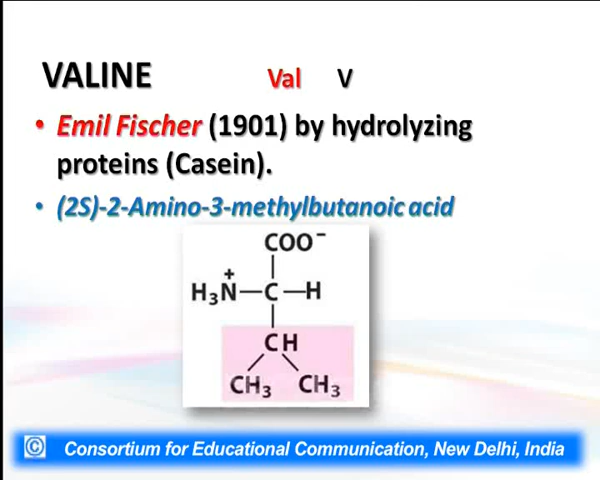 VALINE Val V
• Emil Fischer (1901) by hydrolyzing
proteins (Casein).
• (2S)-2-Amino-3-methylbutanoic acid
COO⁻
H₃N⁺—C—H
CH
CH₃ CH₃
© Consortium for Educational Communication, New Delhi, India